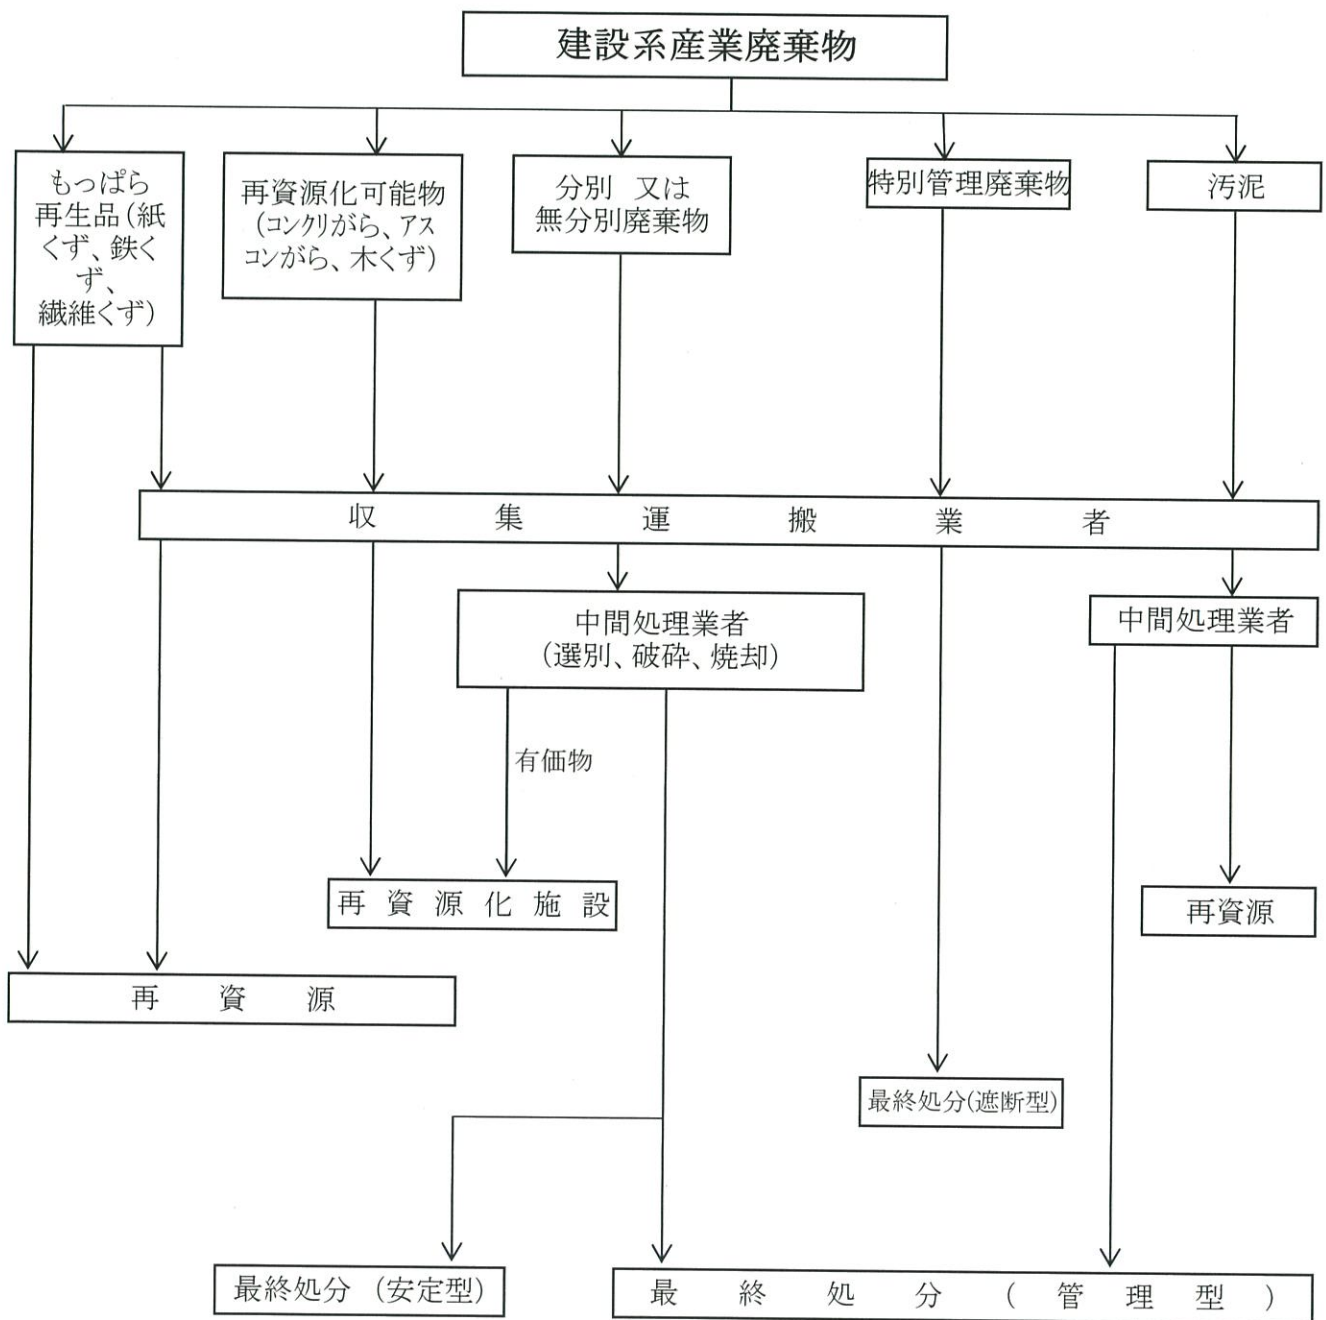 建設系産業廃棄物
もっぱら
再生品(紙
くず、鉄く
ず、
繊維くず)
再資源化可能物
(コンクリがら、アス
コンがら、木くず)
分別 又は
無分別廃棄物
特別管理廃棄物
汚泥
収集運搬業者
中間処理業者
(選別、破砕、焼却)
中間処理業者
有価物
再資源化施設
再資源
再資源
最終処分(遮断型)
最終処分 (安定型)
最終処分(管理型)